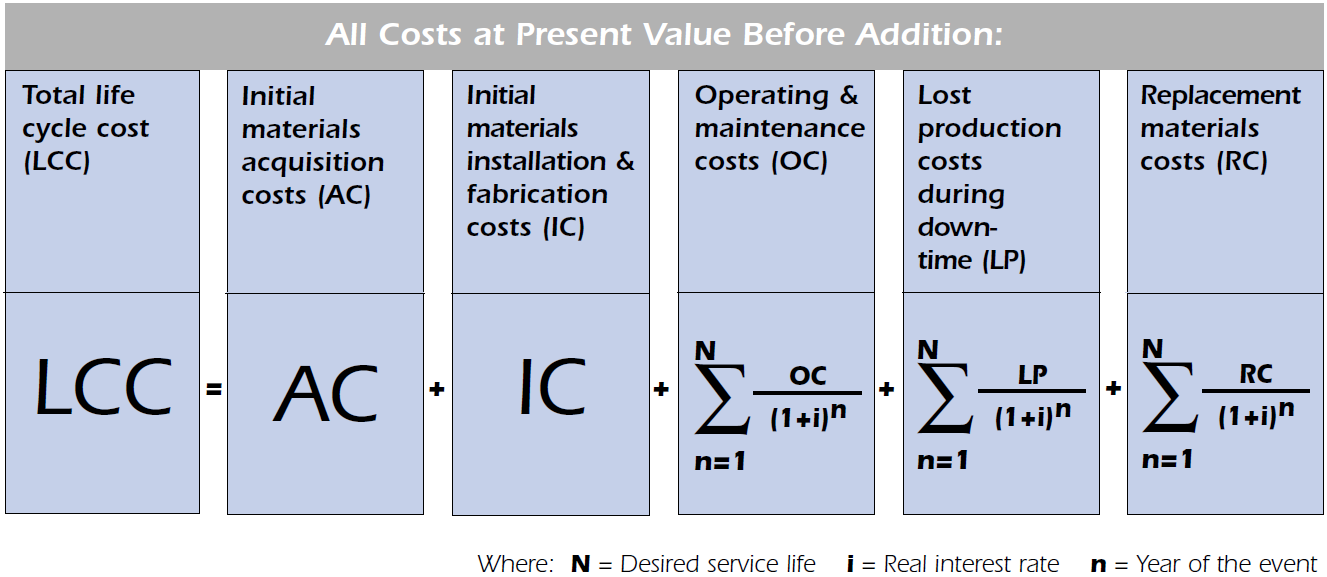 All Costs at Present Value Before Addition:
Total life
cycle cost
(LCC)
Initial
materials
acquisition
costs (AC)
Initial
materials
installation &
fabrication
costs (IC)
Operating &
maintenance
costs (OC)
Lost
production
costs
during
down-
time (LP)
Replacement
materials
costs (RC)
LCC
=
AC
+
IC
+
N
∑ OC/(1+i)^n
n=1
+
N
∑ LP/(1+i)^n
n=1
+
N
∑ RC/(1+i)^n
n=1
Where: N = Desired service life i = Real interest rate n = Year of the event